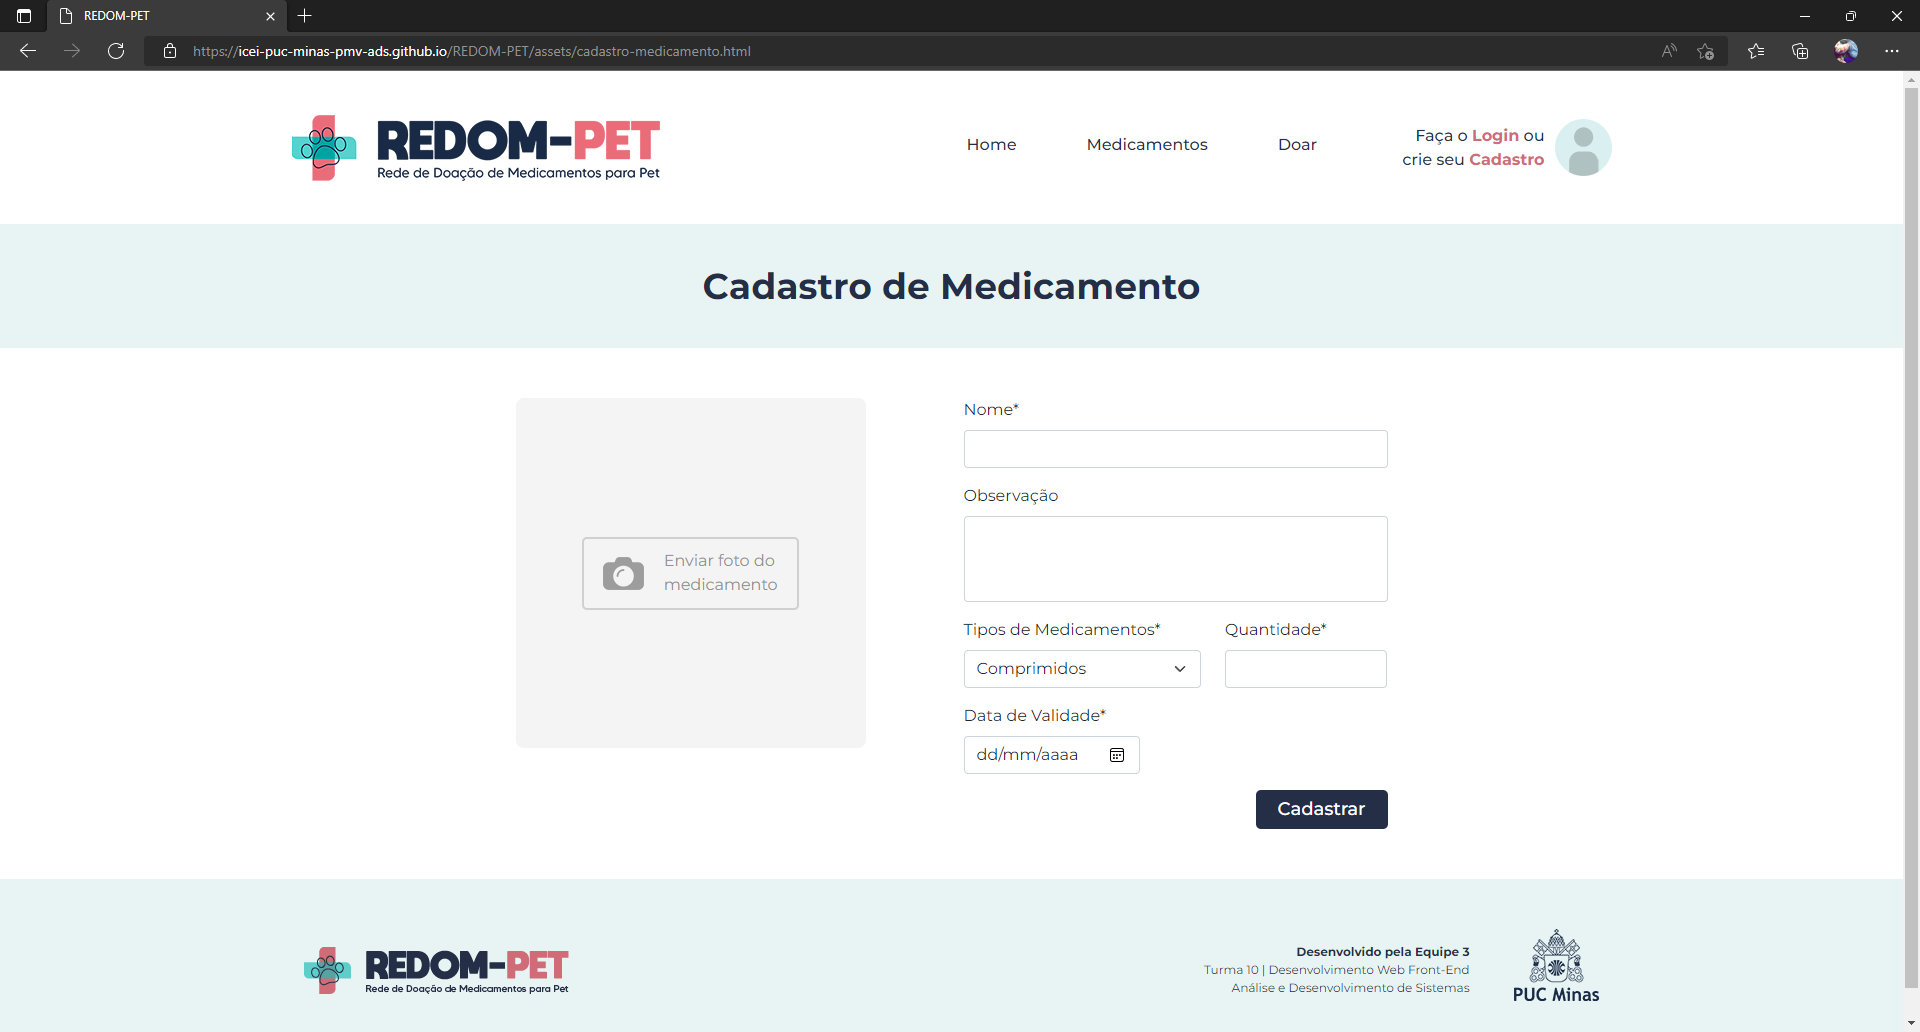 REDOM-PET
https://icei-puc-minas-pmv-ads.github.io/REDOM-PET/assets/cadastro-medicamento.html
REDOM-PET
Rede de Doação de Medicamentos para Pet
Home
Medicamentos
Doar
Faça o Login ou
crie seu Cadastro
Cadastro de Medicamento
Enviar foto do
medicamento
Nome*
Observação
Tipos de Medicamentos*
Quantidade*
Comprimidos
Data de Validade*
dd/mm/aaaa
Cadastrar
REDOM-PET
Rede de Doação de Medicamentos para Pet
Desenvolvido pela Equipe 3
Turma 10 | Desenvolvimento Web Front-End
Análise e Desenvolvimento de Sistemas
PUC Minas